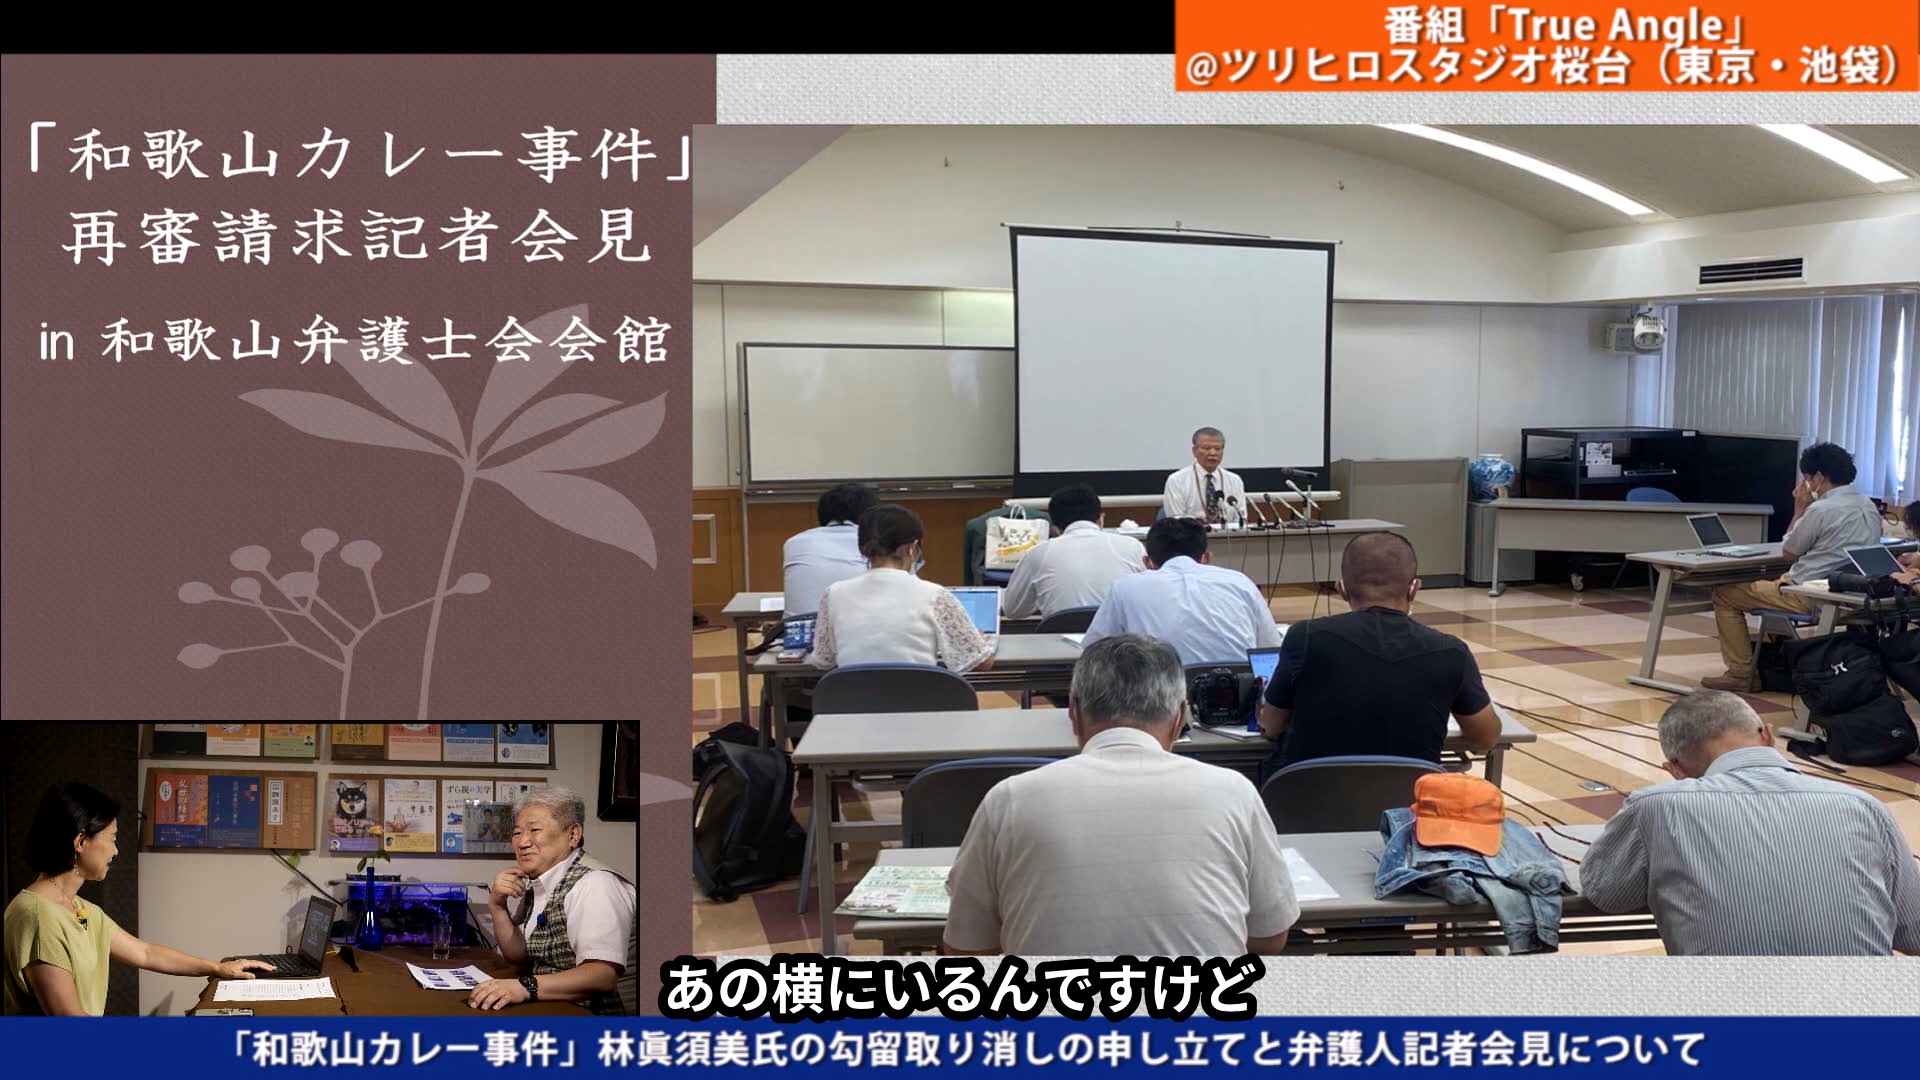 番組「True Angle」
@ツリヒロスタジオ桜台（東京・池袋）
「和歌山カレー事件」
再審請求記者会見
in 和歌山弁護士会会館
あの横にいるんですけど
「和歌山カレー事件」林眞須美氏の勾留取り消しの申し立てと弁護人記者会見について